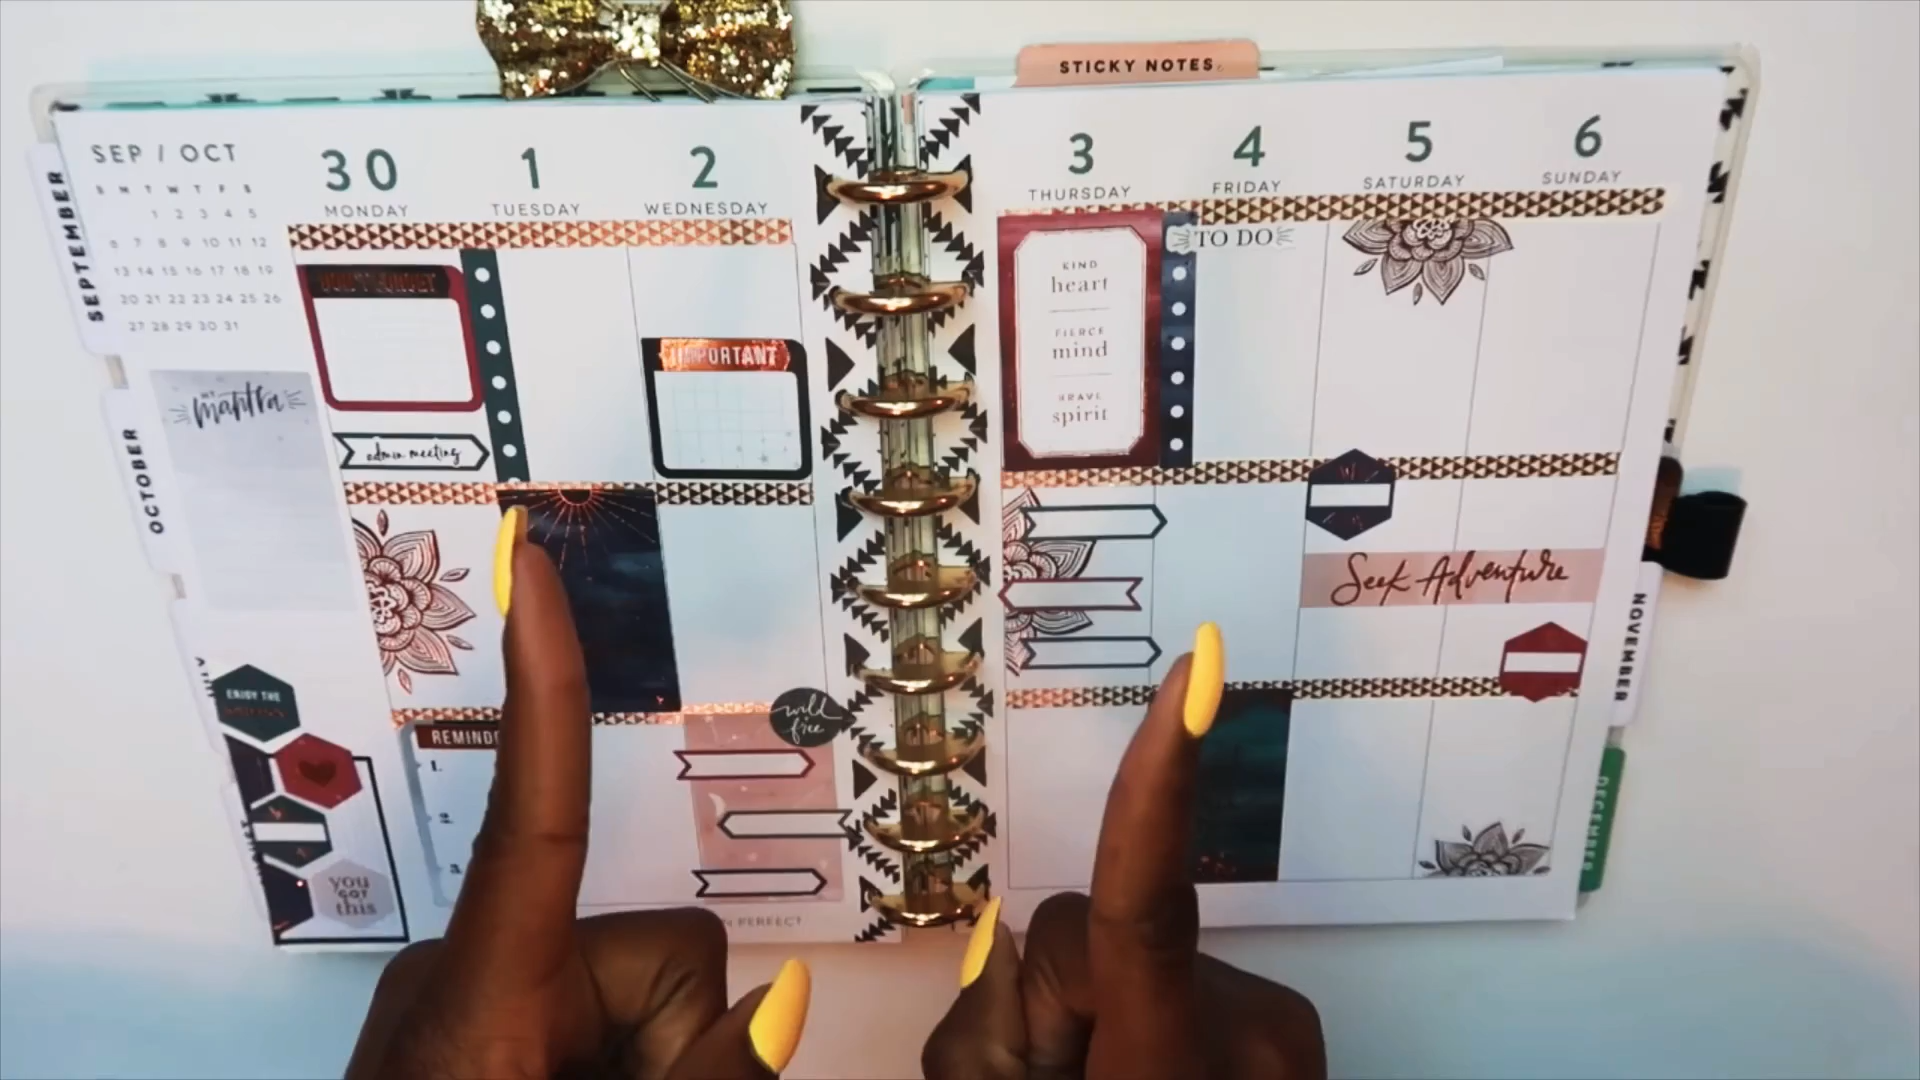 STICKY NOTES
SEP / OCT
S M T W T F S
1 2 3 4 5
6 7 8 9 10 11 12
13 14 15 16 17 18 19
20 21 22 23 24 25 26
27 28 29 30 31
30
MONDAY
1
TUESDAY
2
WEDNESDAY
3
THURSDAY
4
FRIDAY
5
SATURDAY
6
SUNDAY
SEPTEMBER
OCTOBER
NOVEMBER
DECEMBER
DON'T FORGET
admin meeting
IMPORTANT
MY
mantra
KIND
heart
FIERCE
mind
BRAVE
spirit
TO DO
Seek Adventure
wild
+
free
ENJOY THE
you
GOT
this
1.
2.
3.
PERFECT